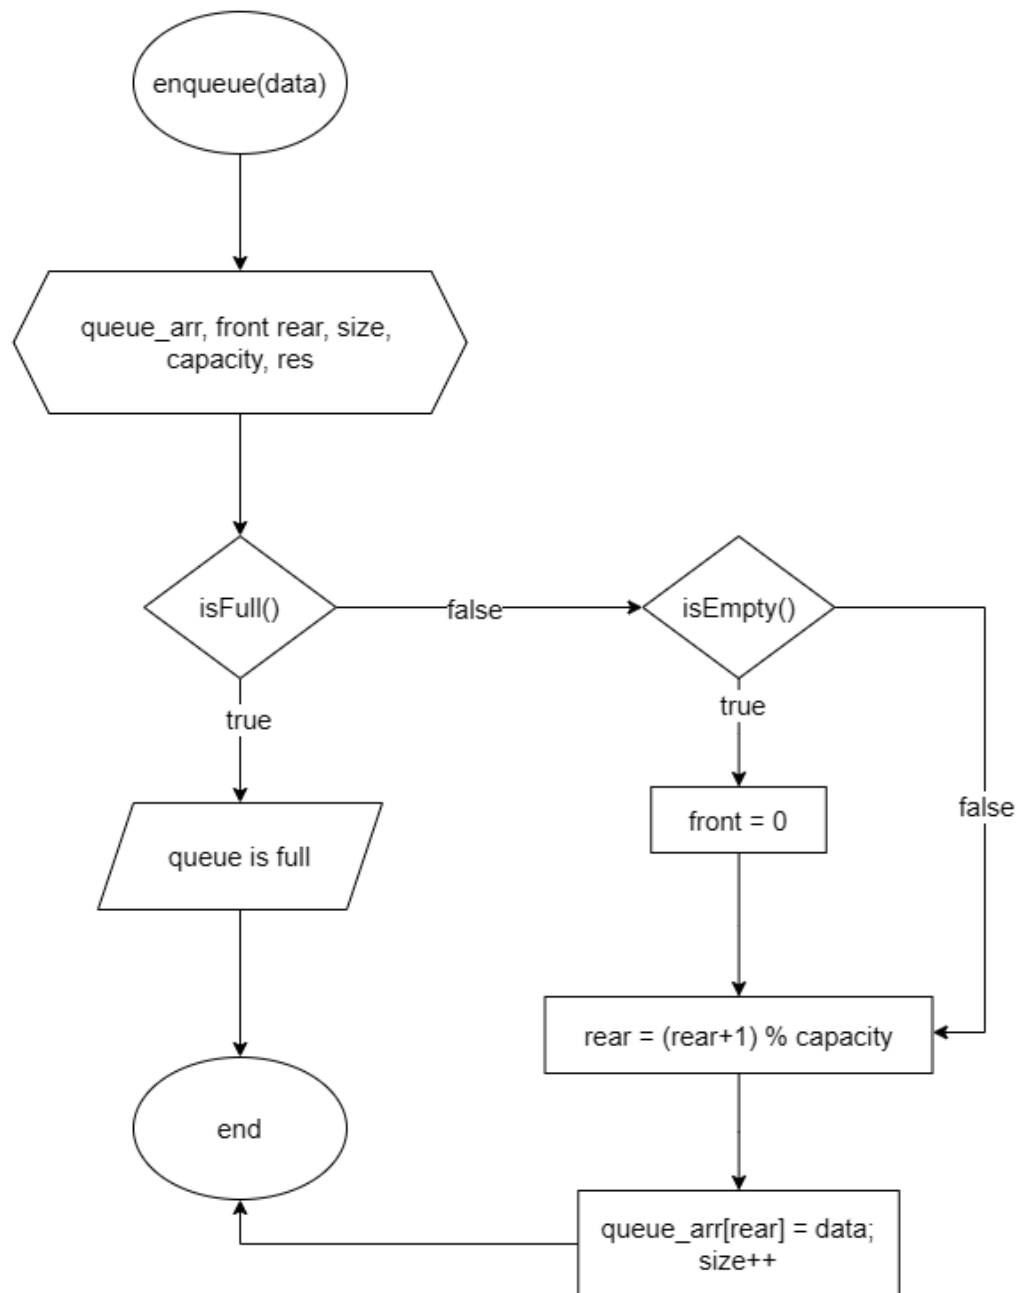 enqueue(data)
queue_arr, front rear, size,
capacity, res
isFull()
false
isEmpty()
true
true
front = 0
false
queue is full
rear = (rear+1) % capacity
end
queue_arr[rear] = data;
size++